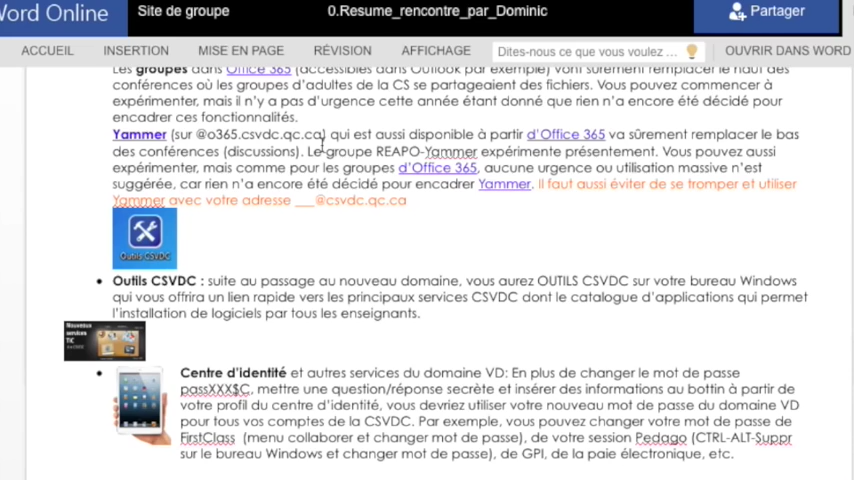 Word Online
Site de groupe
0.Resume_rencontre_par_Dominic
Partager
ACCUEIL INSERTION MISE EN PAGE RÉVISION AFFICHAGE Dites-nous ce que vous voulez ... OUVRIR DANS WORD
Les groupes dans Office 365 (accessibles dans Outlook par exemple) vont sûrement remplacer le haut des
conférences où les groupes d'adultes de la CS se partageaient des fichiers. Vous pouvez commencer à
expérimenter, mais il n'y a pas d'urgence cette année étant donné que rien n'a encore été décidé pour
encadrer ces fonctionnalités.
Yammer (sur @o365.csvdc.qc.ca) qui est aussi disponible à partir d'Office 365 va sûrement remplacer le bas
des conférences (discussions). Le groupe REAPO-Yammer expérimente présentement. Vous pouvez aussi
expérimenter, mais comme pour les groupes d'Office 365, aucune urgence ou utilisation massive n'est
suggérée, car rien n'a encore été décidé pour encadrer Yammer. Il faut aussi éviter de se tromper et utiliser
Yammer avec votre adresse ___@csvdc.qc.ca
Outils CSVDC
• Outils CSVDC : suite au passage au nouveau domaine, vous aurez OUTILS CSVDC sur votre bureau Windows
qui vous offrira un lien rapide vers les principaux services CSVDC dont le catalogue d'applications qui permet
l'installation de logiciels par tous les enseignants.
Nouveaux
services
TIC
• Centre d'identité et autres services du domaine VD: En plus de changer le mot de passe
passXXX$C, mettre une question/réponse secrète et insérer des informations au bottin à partir de
votre profil du centre d'identité, vous devriez utiliser votre nouveau mot de passe du domaine VD
pour tous vos comptes de la CSVDC. Par exemple, vous pouvez changer votre mot de passe de
FirstClass (menu collaborer et changer mot de passe), de votre session Pedago (CTRL-ALT-Suppr
sur le bureau Windows et changer mot de passe), de GPI, de la paie électronique, etc.